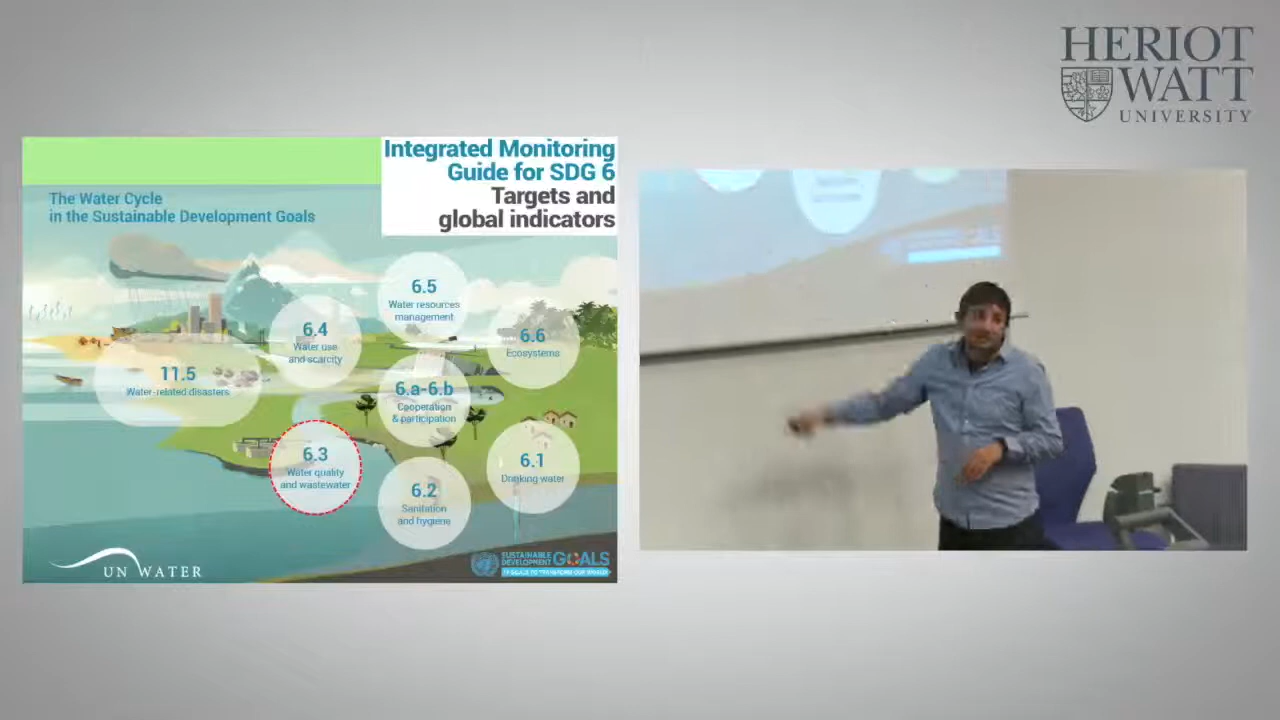 HERIOT
WATT
UNIVERSITY
Integrated Monitoring
Guide for SDG 6
Targets and
global indicators
The Water Cycle
in the Sustainable Development Goals
6.5
Water resources
management
6.4
Water use
and scarcity
6.6
Ecosystems
11.5
Water-related disasters
6.a-6.b
Cooperation
& participation
6.3
Water quality
and wastewater
6.1
Drinking water
6.2
Sanitation
and hygiene
UN WATER
SUSTAINABLE
DEVELOPMENT
GOALS